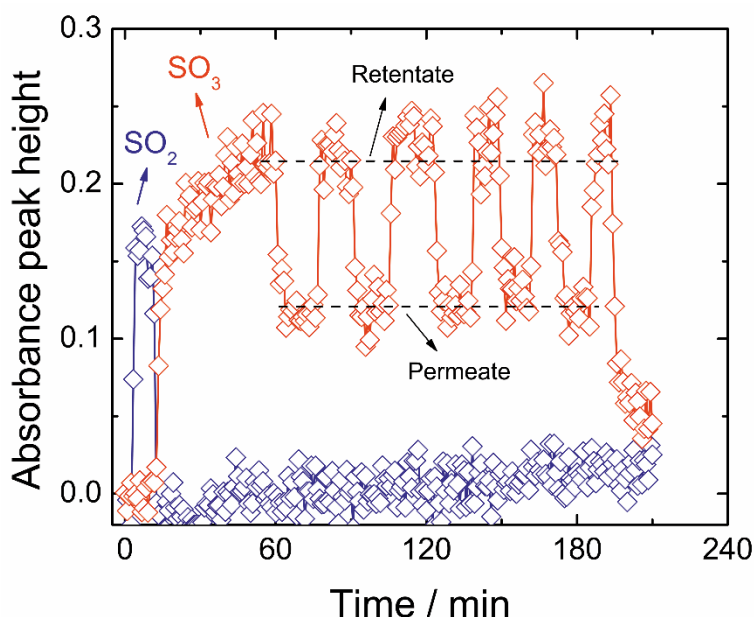 Absorbance peak height
0.3
0.2
0.1
0.0
SO₃
SO₂
Retentate
Permeate
0
60
120
180
240
Time / min